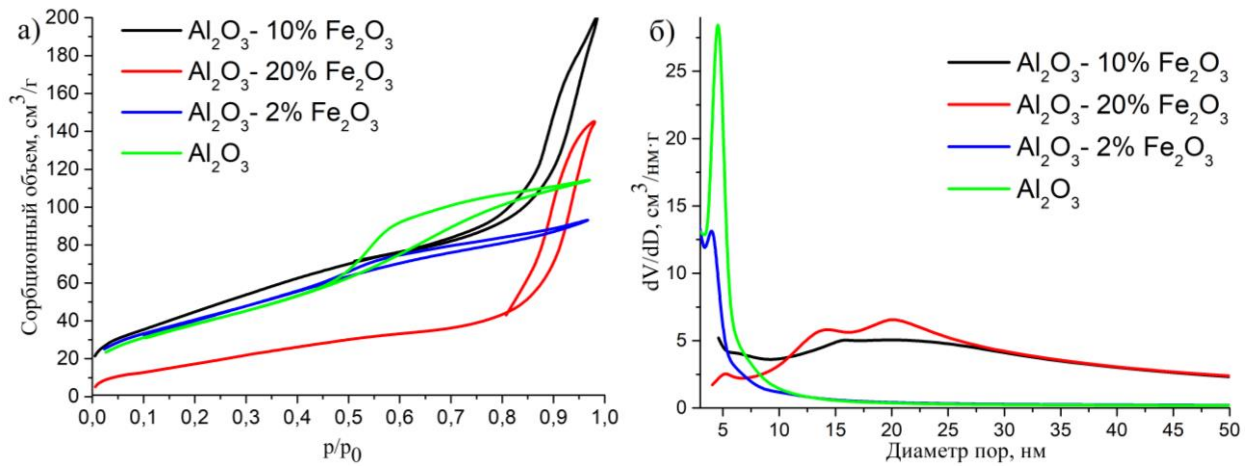 а)
Al₂O₃- 10% Fe₂O₃
Al₂O₃- 20% Fe₂O₃
Al₂O₃- 2% Fe₂O₃
Al₂O₃
Сорбционный объем, см³/г
200
180
160
140
120
100
80
60
40
20
0
0,0 0,1 0,2 0,3 0,4 0,5 0,6 0,7 0,8 0,9 1,0
p/p₀
б)
Al₂O₃- 10% Fe₂O₃
Al₂O₃- 20% Fe₂O₃
Al₂O₃- 2% Fe₂O₃
Al₂O₃
dV/dD, см³/нм·г
25
20
15
10
5
0
5 10 15 20 25 30 35 40 45 50
Диаметр пор, нм